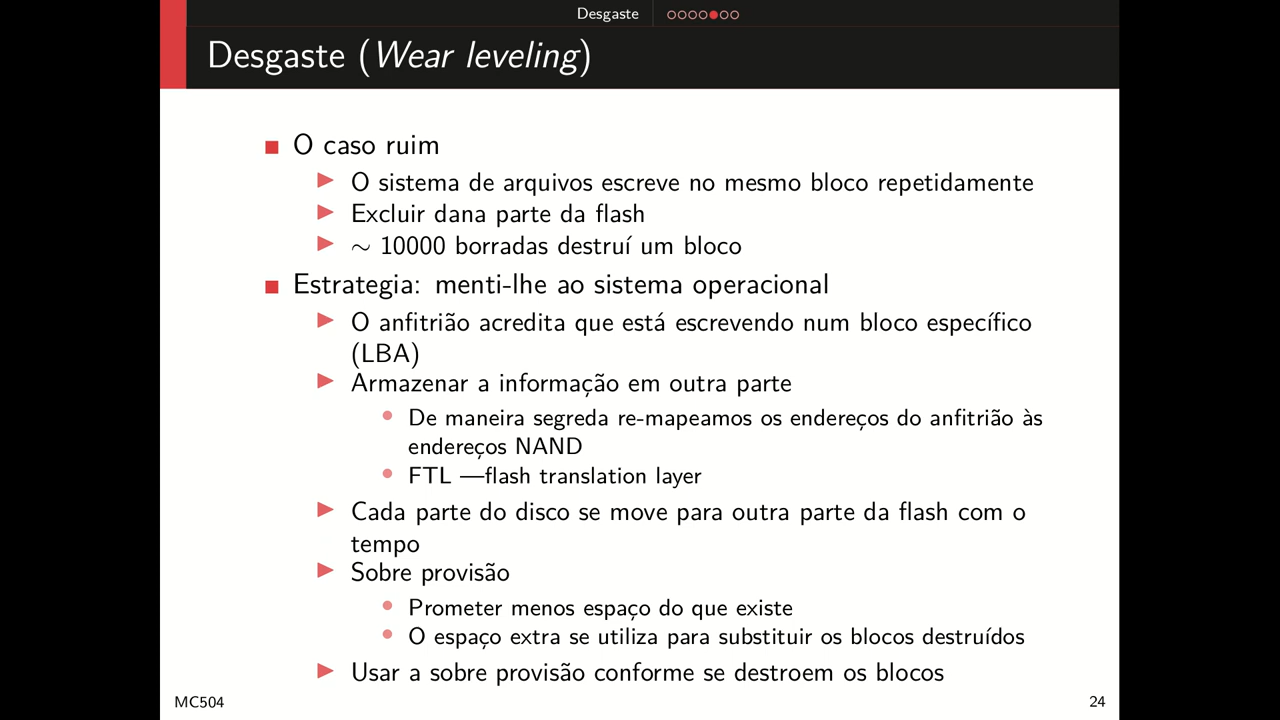 Desgaste
Desgaste (Wear leveling)
O caso ruim
O sistema de arquivos escreve no mesmo bloco repetidamente
Excluir dana parte da flash
∼ 10000 borradas destruí um bloco
Estrategia: menti-lhe ao sistema operacional
O anfitrião acredita que está escrevendo num bloco específico
(LBA)
Armazenar a informação em outra parte
De maneira segreda re-mapeamos os endereços do anfitrião às
endereços NAND
FTL —flash translation layer
Cada parte do disco se move para outra parte da flash com o
tempo
Sobre provisão
Prometer menos espaço do que existe
O espaço extra se utiliza para substituir os blocos destruídos
Usar a sobre provisão conforme se destroem os blocos
MC504
24